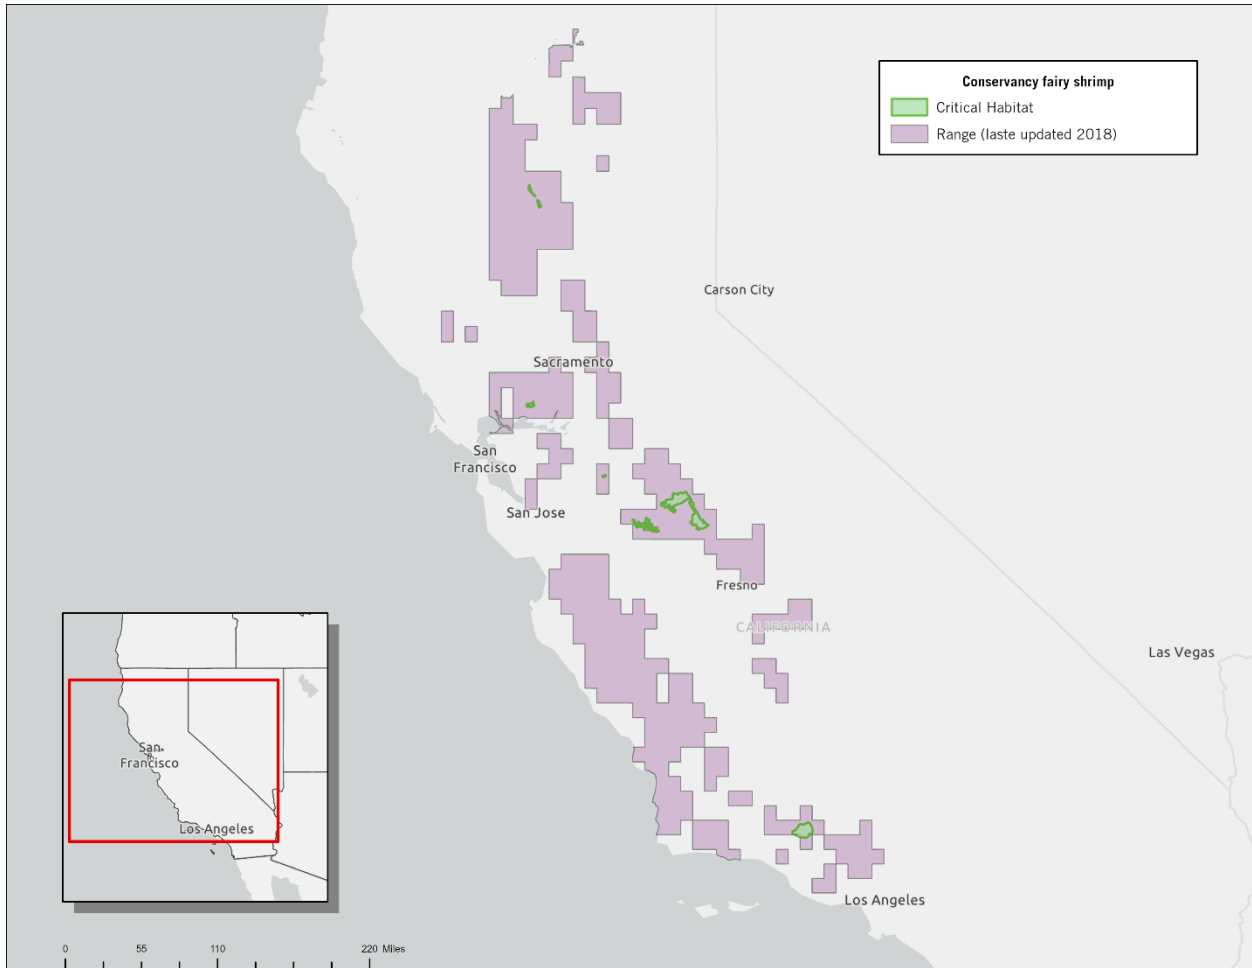 Conservancy fairy shrimp
Critical Habitat
Range (laste updated 2018)
Carson City
Sacramento
San
Francisco
San Jose
Fresno
CALIFORNIA
Las Vegas
Los Angeles
San
Francisco
Los Angeles
0 55 110 220 Miles